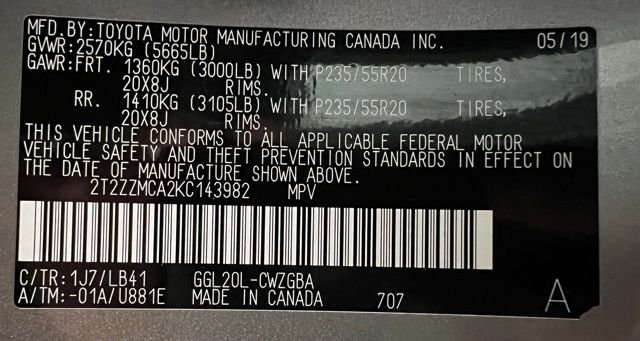 MFD.BY:TOYOTA MOTOR MANUFACTURING CANADA INC. 05/19
GVWR:2570KG (5665LB)
GAWR:FRT. 1360KG (3000LB) WITH P235/55R20 TIRES,
20X8J RIMS.
RR. 1410KG (3105LB) WITH P235/55R20 TIRES,
20X8J RIMS.
THIS VEHICLE CONFORMS TO ALL APPLICABLE FEDERAL MOTOR
VEHICLE SAFETY AND THEFT PREVENTION STANDARDS IN EFFECT ON
THE DATE OF MANUFACTURE SHOWN ABOVE.
2T2ZZMCA2KC143982 MPV
C/TR:1J7/LB41 GGL20L-CWZGBA
A/TM:-01A/U881E MADE IN CANADA 707 A